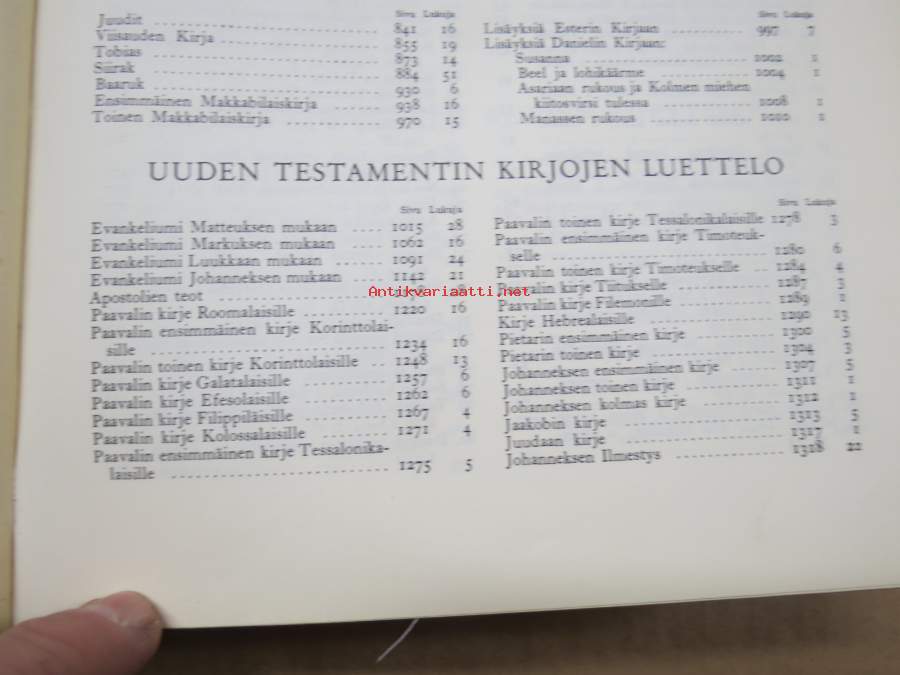 Sivu Lukuja
Juudit 841 16
Viisauden Kirja 855 19
Tobias 873 14
Siirak 884 51
Baaruk 930 6
Ensimmäinen Makkabilaiskirja 938 16
Toinen Makkabilaiskirja 970 15
Sivu Lukuja
Lisäyksiä Esterin Kirjaan 997 7
Lisäyksiä Danielin Kirjaan:
Susanna 1002 1
Beel ja lohikäärme 1004 1
Asariaan rukous ja Kolmen miehen
kiitosvirsi tulessa 1008 1
Manassen rukous 1010 1
UUDEN TESTAMENTIN KIRJOJEN LUETTELO
Sivu Lukuja
Evankeliumi Matteuksen mukaan 1015 28
Evankeliumi Markuksen mukaan 1062 16
Evankeliumi Luukkaan mukaan 1091 24
Evankeliumi Johanneksen mukaan 1142 21
Apostolien teot
Paavalin kirje Roomalaisille 1220 16
Paavalin ensimmäinen kirje Korinttolai-
sille 1234 16
Paavalin toinen kirje Korinttolaisille 1248 13
Paavalin kirje Galatalaisille 1257 6
Paavalin kirje Efesolaisille 1262 6
Paavalin kirje Filippiläisille 1267 4
Paavalin kirje Kolossalaisille 1271 4
Paavalin ensimmäinen kirje Tessalonika-
laisille 1275 5
Sivu Lukuja
Paavalin toinen kirje Tessalonikalaisille 1278 3
Paavalin ensimmäinen kirje Timoteuk-
selle 1280 6
Paavalin toinen kirje Timoteukselle 1284 4
Paavalin kirje Tiitukselle 1287 3
Paavalin kirje Filemonille 1289 1
Kirje Hebrealaisille 1290 13
Pietarin ensimmäinen kirje 1300 5
Pietarin toinen kirje 1304 3
Johanneksen ensimmäinen kirje 1307 5
Johanneksen toinen kirje 1311 1
Johanneksen kolmas kirje 1312 1
Jaakobin kirje 1313 5
Juudaan kirje 1317 1
Johanneksen Ilmestys 1318 22
Antikvariaatti.net